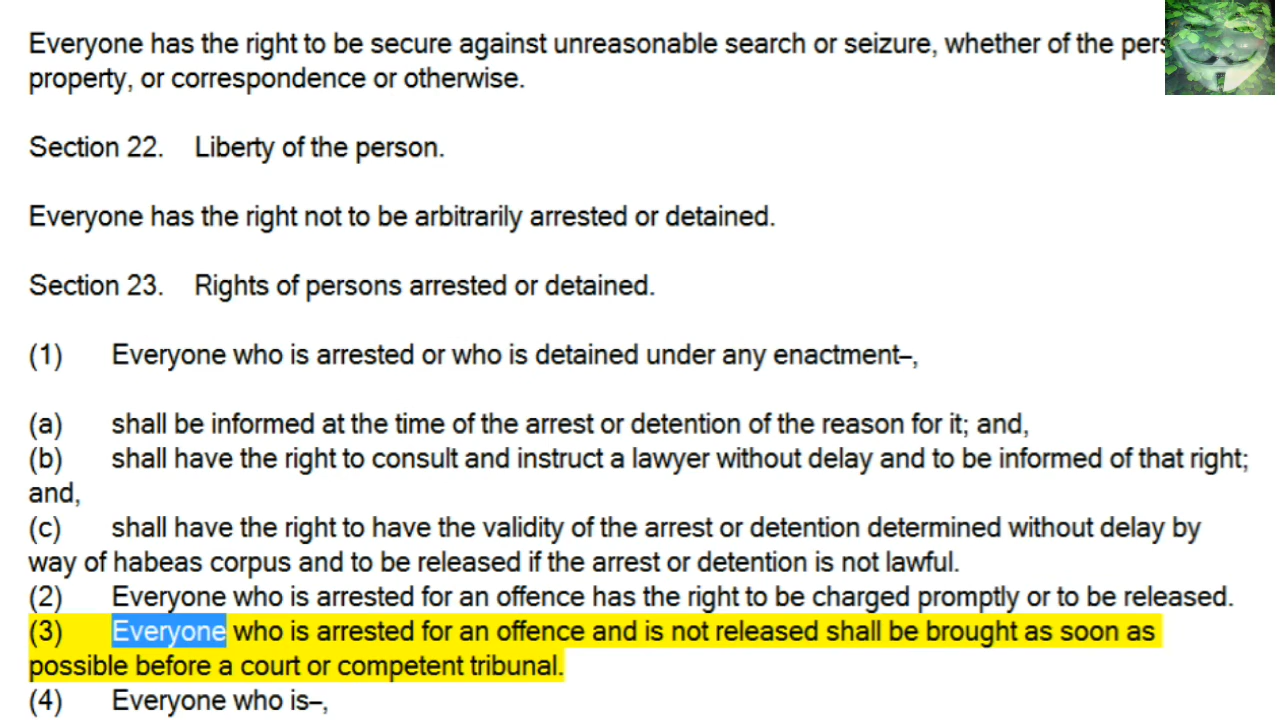 Everyone has the right to be secure against unreasonable search or seizure, whether of the
property, or correspondence or otherwise.
Section 22. Liberty of the person.
Everyone has the right not to be arbitrarily arrested or detained.
Section 23. Rights of persons arrested or detained.
(1) Everyone who is arrested or who is detained under any enactment–,
(a) shall be informed at the time of the arrest or detention of the reason for it; and,
(b) shall have the right to consult and instruct a lawyer without delay and to be informed of that right;
and,
(c) shall have the right to have the validity of the arrest or detention determined without delay by
way of habeas corpus and to be released if the arrest or detention is not lawful.
(2) Everyone who is arrested for an offence has the right to be charged promptly or to be released.
(3) Everyone who is arrested for an offence and is not released shall be brought as soon as
possible before a court or competent tribunal.
(4) Everyone who is–,